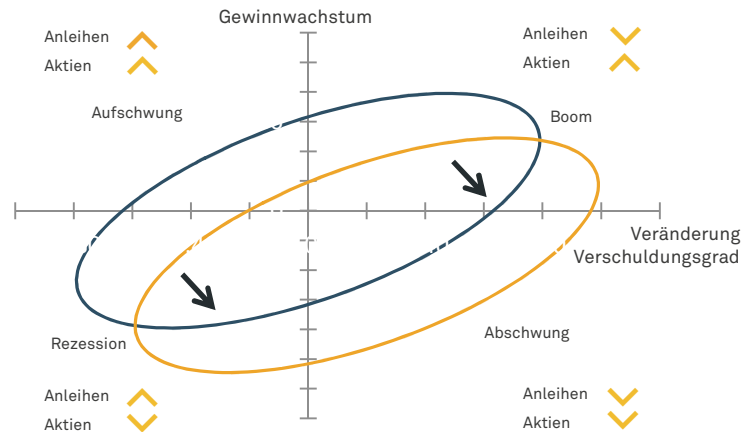 Gewinnwachstum
Anleihen
Aktien
Anleihen
Aktien
Aufschwung
Boom
Veränderung
Verschuldungsgrad
Rezession
Abschwung
Anleihen
Aktien
Anleihen
Aktien